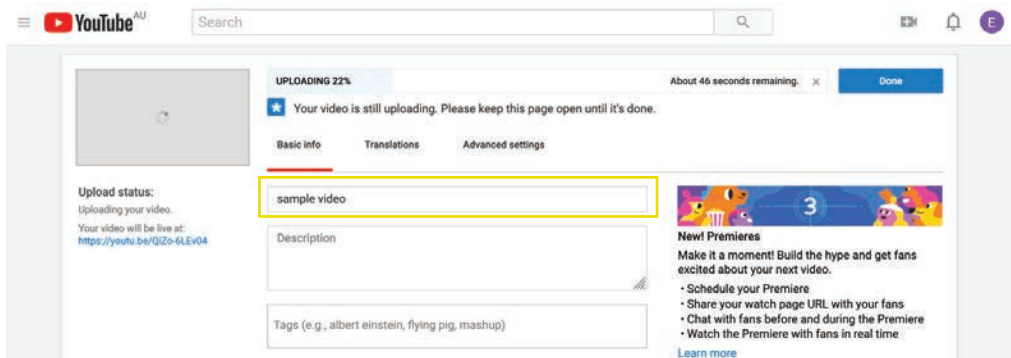 YouTube AU
Search
E
UPLOADING 22%
About 46 seconds remaining. ×
Done
Your video is still uploading. Please keep this page open until it's done.
Basic info
Translations
Advanced settings
Upload status:
Uploading your video.
Your video will be live at:
https://youtu.be/QiZo-6LEv04
sample video
Description
Tags (e.g., albert einstein, flying pig, mashup)
3
New! Premieres
Make it a moment! Build the hype and get fans
excited about your next video.
· Schedule your Premiere
· Share your watch page URL with your fans
· Chat with fans before and during the Premiere
· Watch the Premiere with fans in real time
Learn more